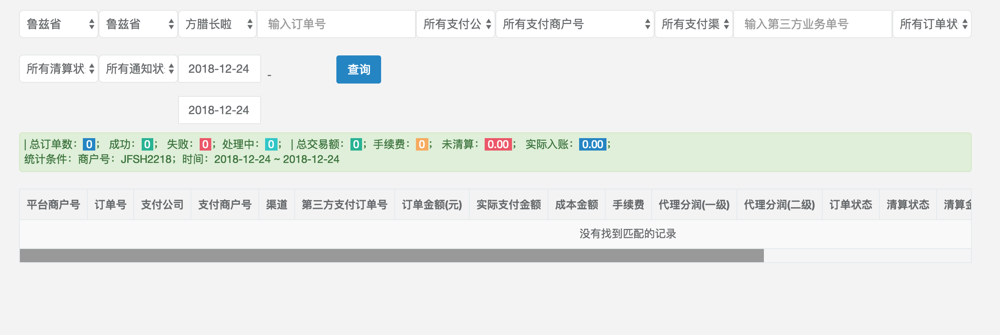 鲁兹省 鲁兹省 方腊长啦 输入订单号 所有支付公 所有支付商户号 所有支付渠 输入第三方业务单号 所有订单状
所有清算状 所有通知状 2018-12-24 - 查询
2018-12-24
| 总订单数：0； 成功：0； 失败：0；处理中：0； | 总交易额：0；手续费：0； 未清算：0.00； 实际入账：0.00；
统计条件：商户号：JFSH2218；时间：2018-12-24 ~ 2018-12-24
平台商户号 订单号 支付公司 支付商户号 渠道 第三方支付订单号 订单金额(元) 实际支付金额 成本金额 手续费 代理分润(一级) 代理分润(二级) 订单状态 清算状态 清算金
没有找到匹配的记录